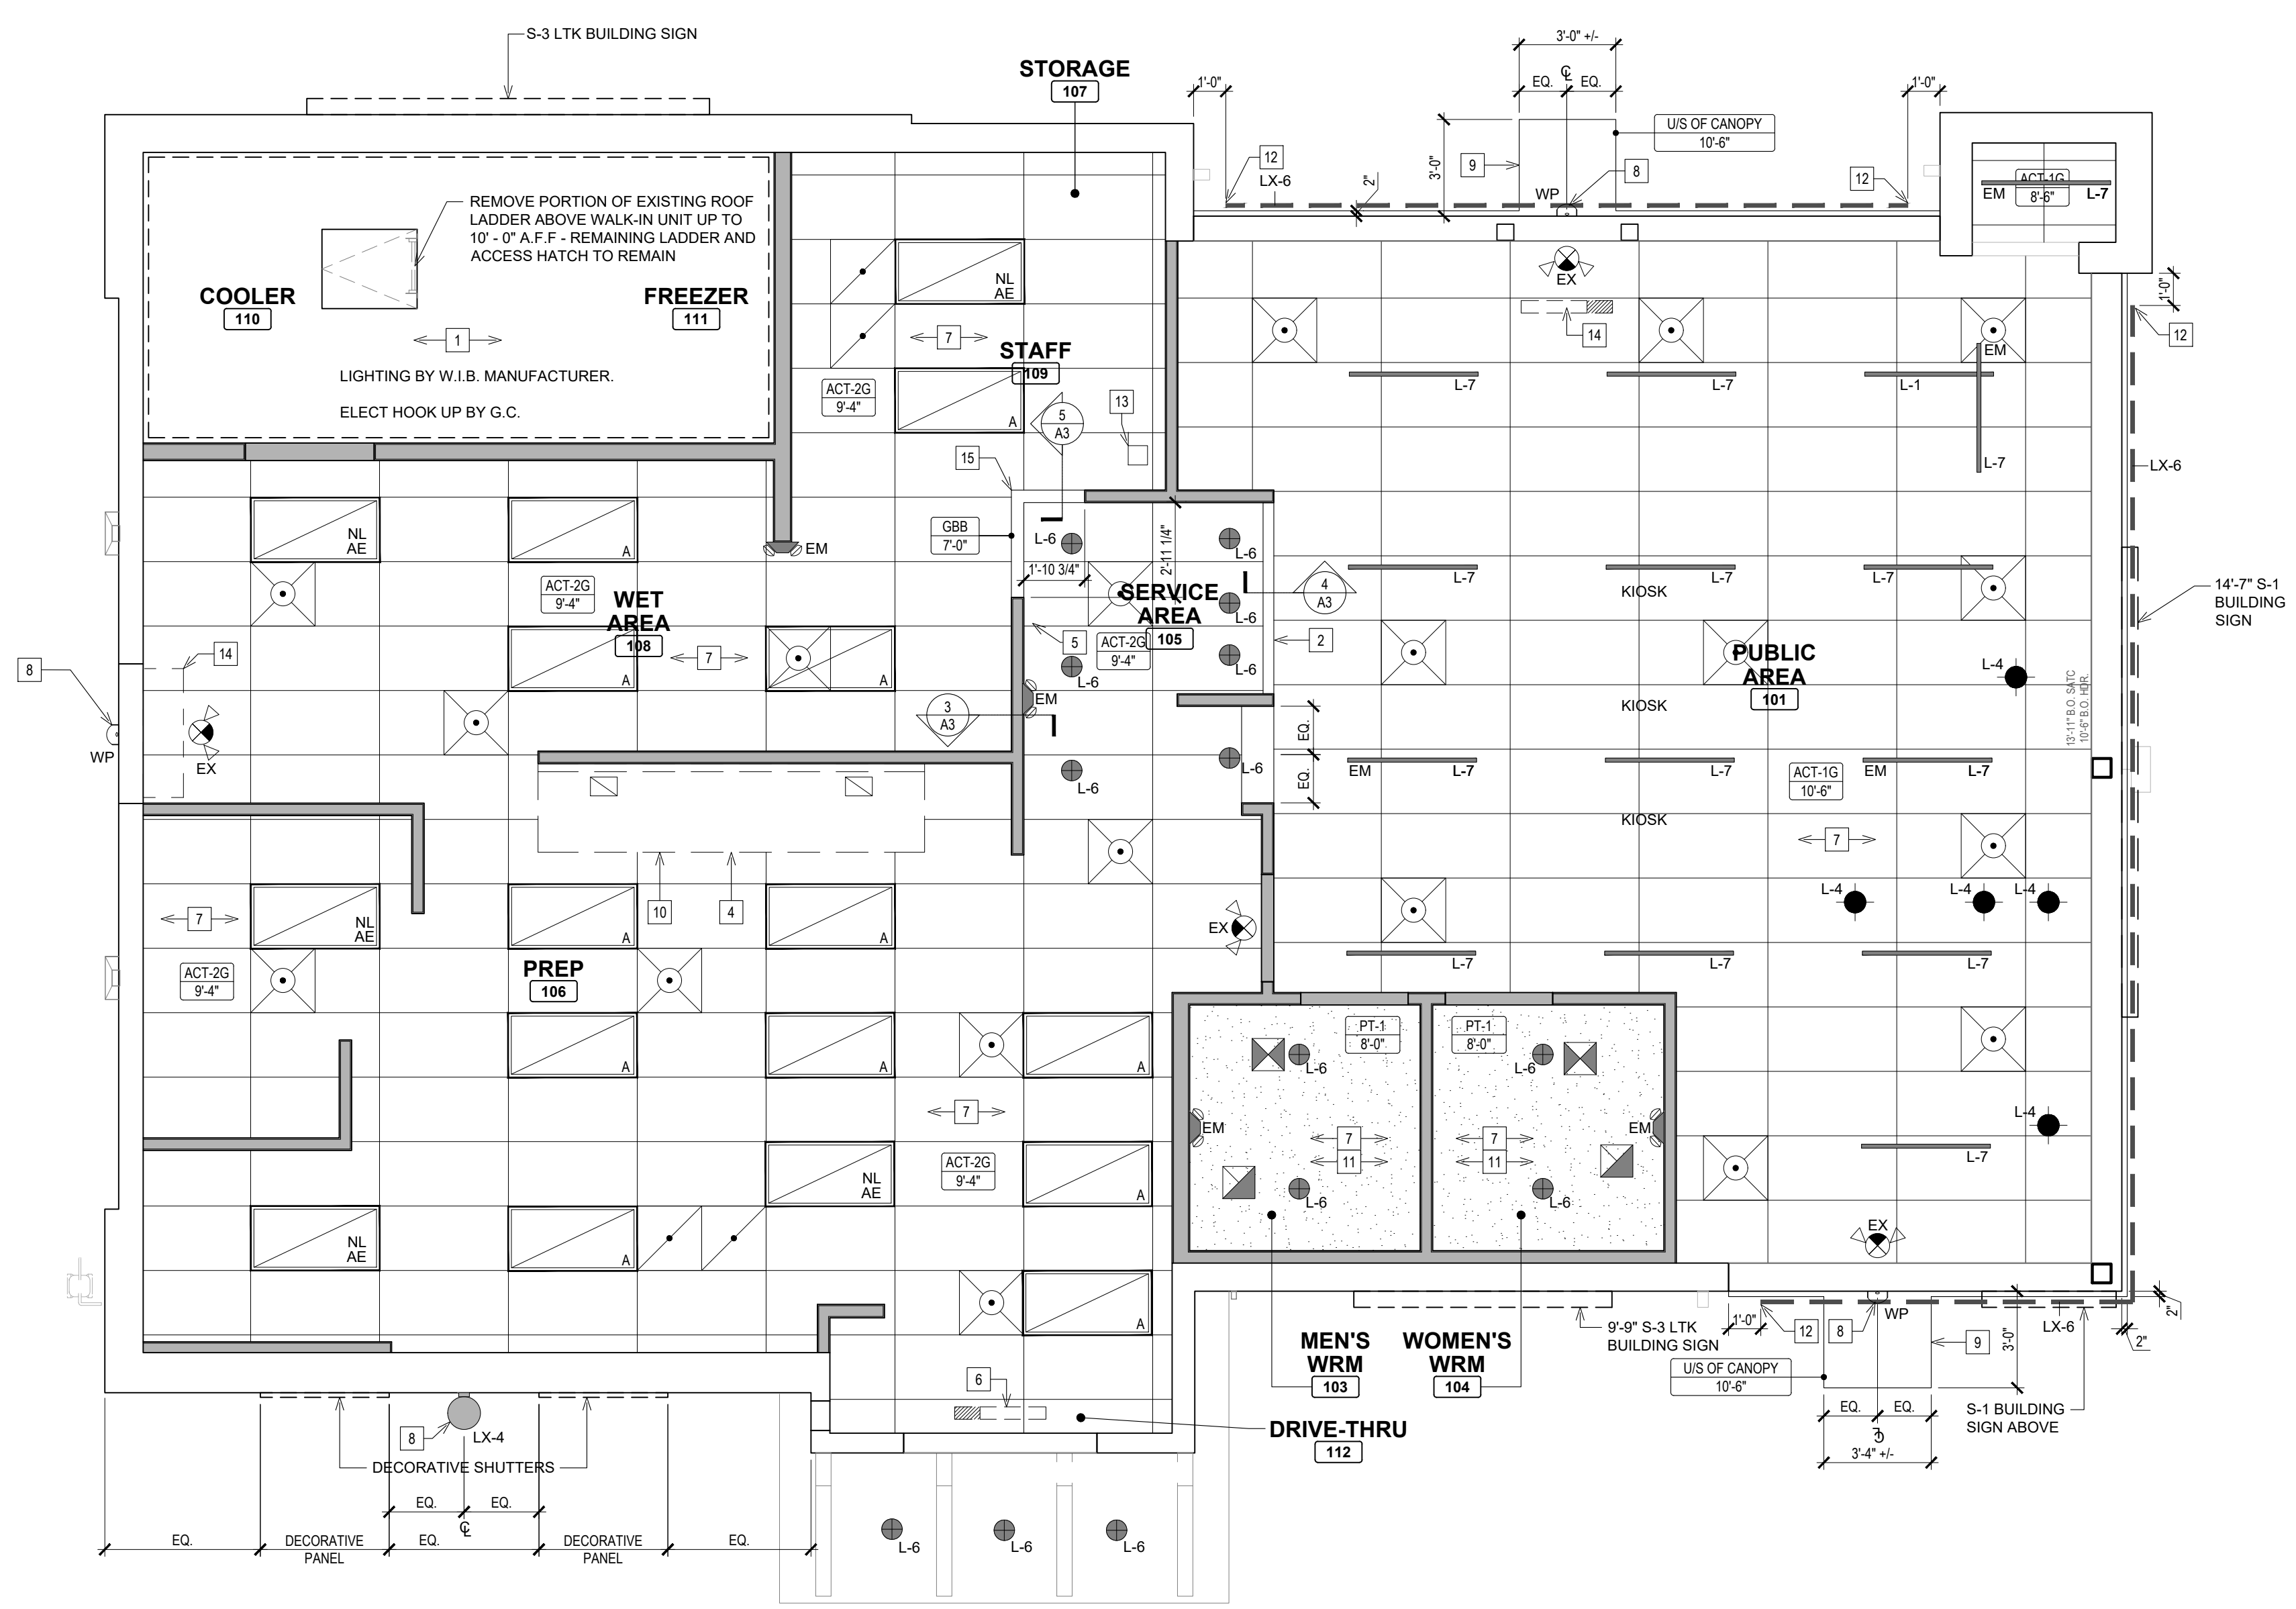 S-3 LTK BUILDING SIGN
STORAGE
107
3'-0" +/-
EQ.
EQ.
1'-0"
1'-0"
U/S OF CANOPY
10'-6"
9
3'-0"
12
LX-6
2"
WP
8
12
ACT-1G
8'-6"
EM
L-7
REMOVE PORTION OF EXISTING ROOF
LADDER ABOVE WALK-IN UNIT UP TO
10' - 0" A.F.F - REMAINING LADDER AND
ACCESS HATCH TO REMAIN
COOLER
110
FREEZER
111
1
LIGHTING BY W.I.B. MANUFACTURER.
ELECT HOOK UP BY G.C.
NL
AE
7
STAFF
109
ACT-2G
9'-4"
A
5
A3
13
15
EX
14
1'-0"
12
EM
L-7
L-7
L-1
L-7
LX-6
NL
AE
A
EM
GBB
7'-0"
L-6
1'-10 3/4"
2'-11 1/4"
L-6
L-6
L-6
L-6
SERVICE
AREA
105
ACT-2G
9'-4"
5
4
A3
2
ACT-2G
9'-4"
WET
AREA
108
7
A
A
14
8
WP
EX
3
A3
EM
L-6
L-6
EQ.
EQ.
L-7
L-7
L-7
KIOSK
KIOSK
KIOSK
PUBLIC
AREA
101
L-4
13'-11" B.O. SATC
10'-6" B.O. HDR.
14'-7" S-1
BUILDING
SIGN
EM
L-7
L-7
EM
L-7
ACT-1G
10'-6"
7
L-4
L-4
L-4
L-7
L-7
L-7
10
4
7
NL
AE
A
A
EX
ACT-2G
9'-4"
PREP
106
A
A
A
7
NL
AE
ACT-2G
9'-4"
A
NL
AE
A
A
PT-1
8'-0"
PT-1
8'-0"
L-6
L-6
EM
EM
7
11
7
11
L-6
L-6
L-4
L-7
EX
MEN'S
WRM
103
WOMEN'S
WRM
104
9'-9" S-3 LTK
BUILDING SIGN
1'-0"
12
8
WP
9
3'-0"
LX-6
2"
2"
U/S OF CANOPY
10'-6"
EQ.
EQ.
3'-4" +/-
S-1 BUILDING
SIGN ABOVE
6
DRIVE-THRU
112
8
LX-4
DECORATIVE SHUTTERS
EQ.
EQ.
EQ.
DECORATIVE
PANEL
EQ.
DECORATIVE
PANEL
EQ.
L-6
L-6
L-6